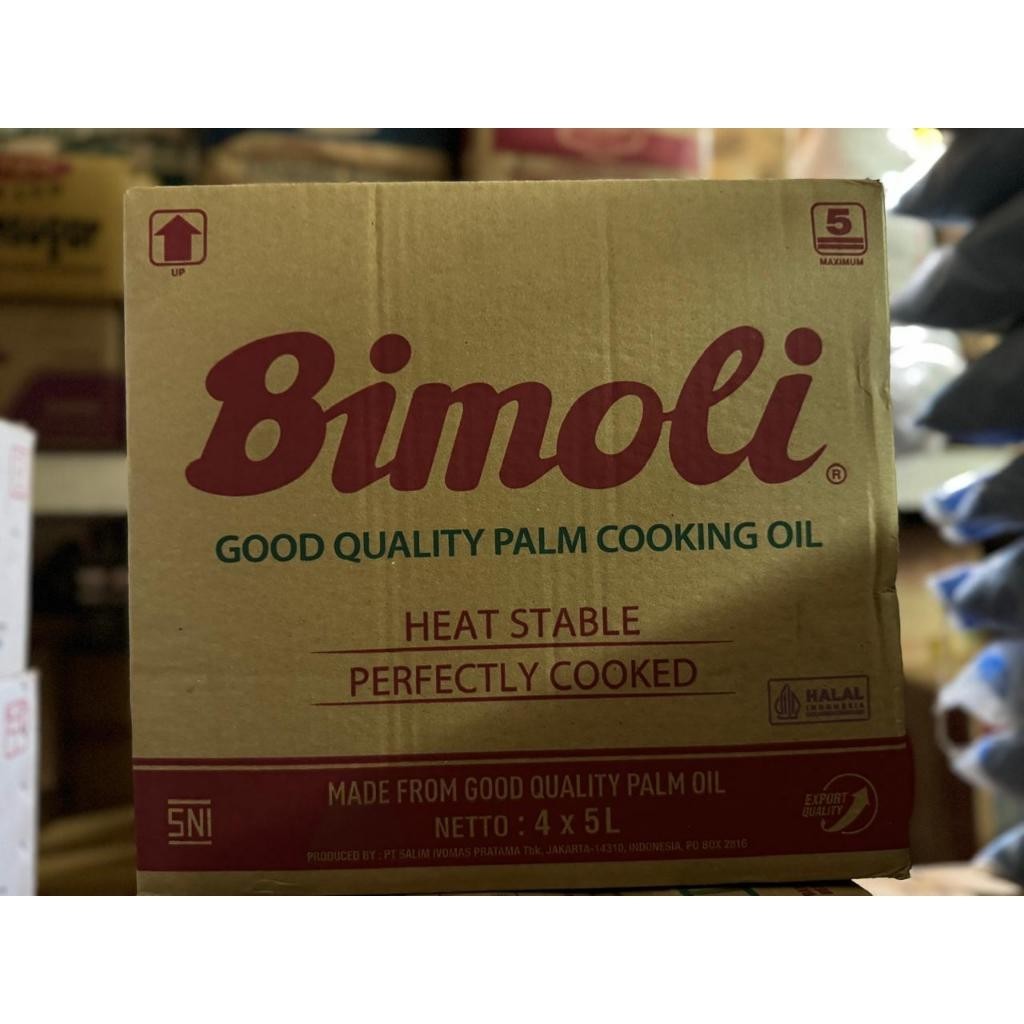 UP
5
MAXIMUM
Bimoli®
GOOD QUALITY PALM COOKING OIL
HEAT STABLE
PERFECTLY COOKED
HALAL
INDONESIA
SNI
MADE FROM GOOD QUALITY PALM OIL
NETTO : 4 x 5 L
EXPORT
QUALITY
PRODUCED BY : PT SALIM IVOMAS PRATAMA Tbk, JAKARTA-14310, INDONESIA, PO BOX 2816